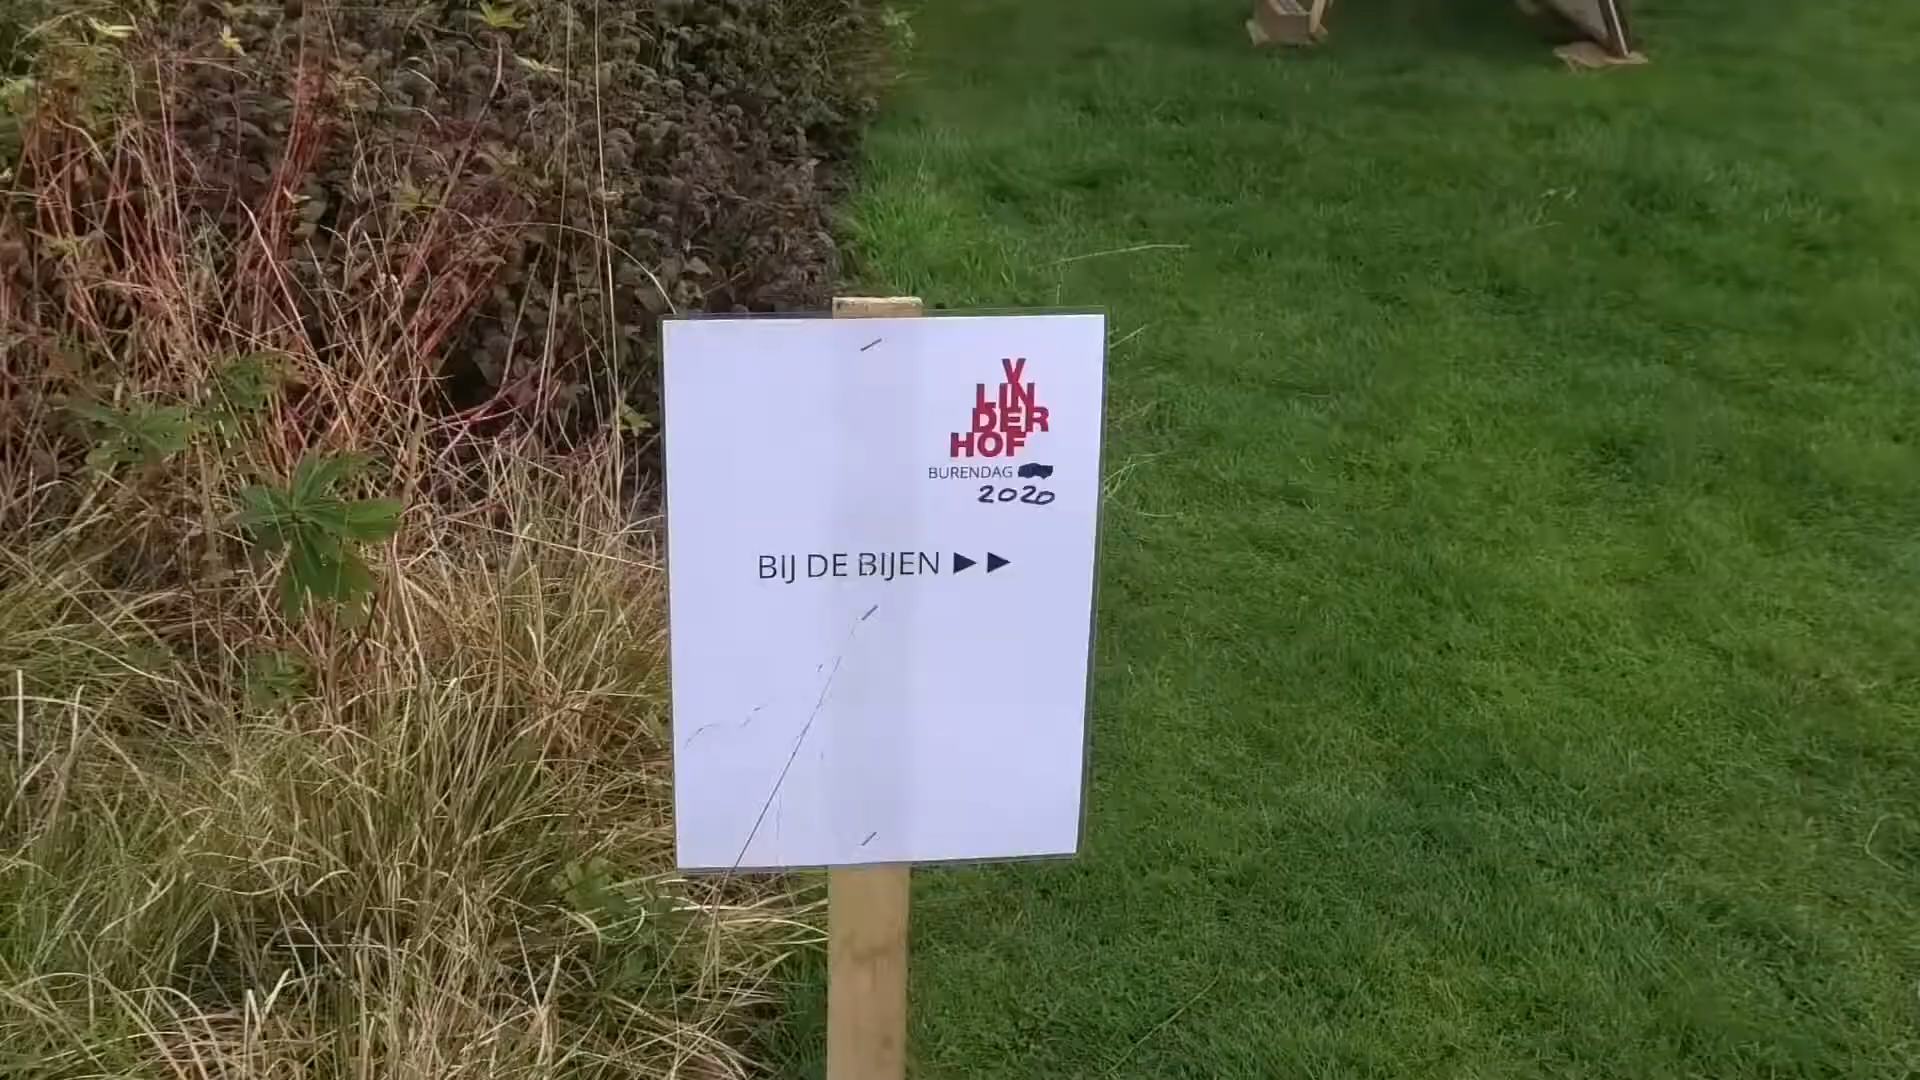 V
LIN
DER
HOF
BURENDAG
2020
BIJ DE BIJEN ►►